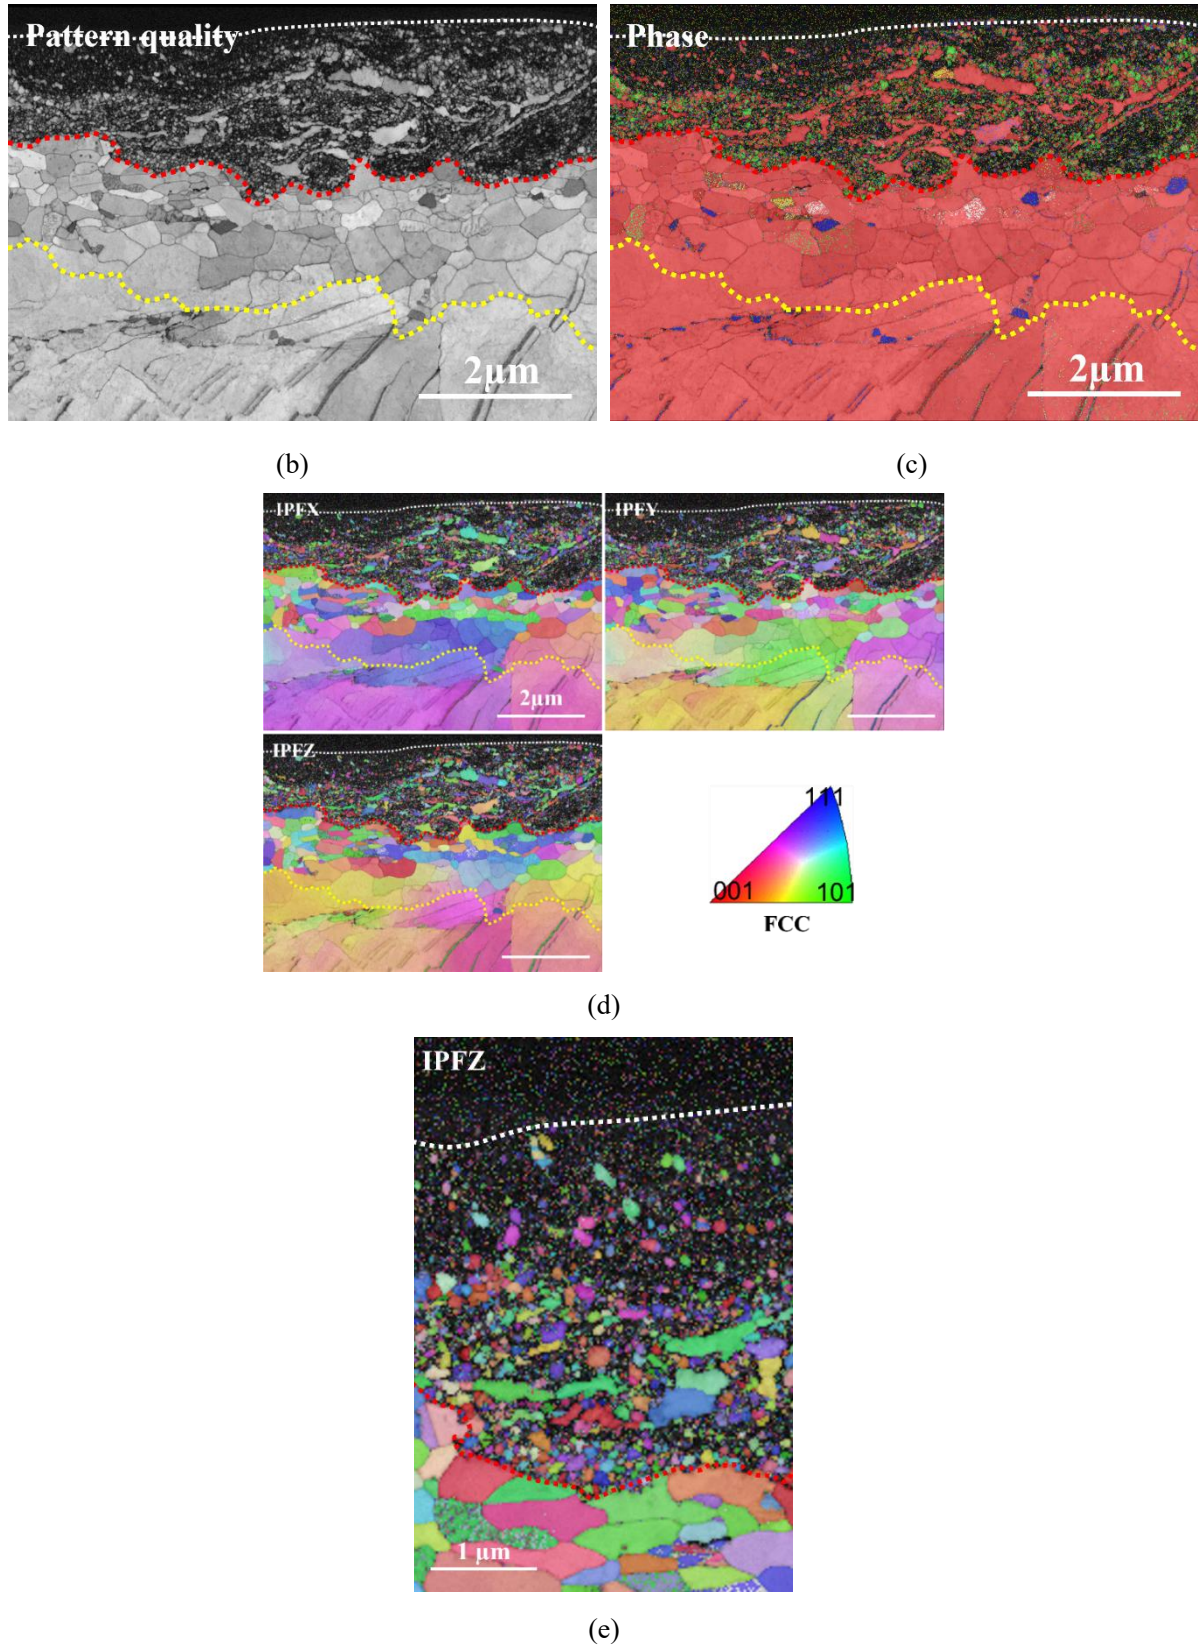 Pattern quality
Phase
2μm
2μm
(b)
(c)
IPFX
IPFY
2μm
IPFZ
111
001
101
FCC
(d)
IPFZ
1 μm
(e)